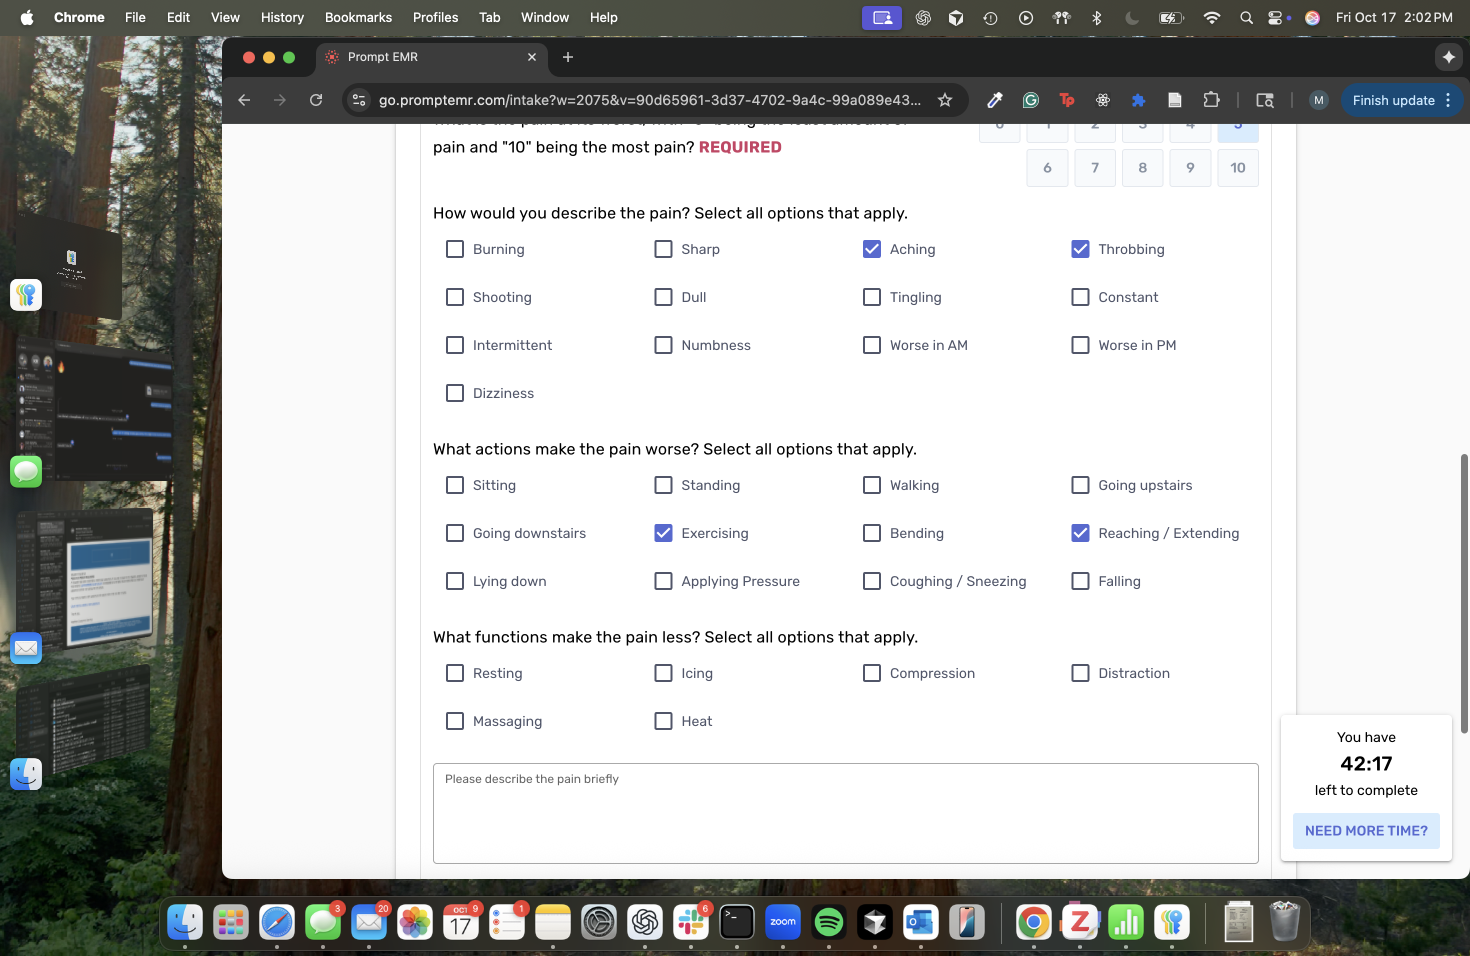 Chrome File Edit View History Bookmarks Profiles Tab Window Help Fri Oct 17 2:02 PM
Prompt EMR
go.promptemr.com/intake?w=2075&v=90d65961-3d37-4702-9a4c-99a089e43... M Finish update
pain and "10" being the most pain? REQUIRED
6 7 8 9 10
How would you describe the pain? Select all options that apply.
Burning Sharp Aching Throbbing
Shooting Dull Tingling Constant
Intermittent Numbness Worse in AM Worse in PM
Dizziness
What actions make the pain worse? Select all options that apply.
Sitting Standing Walking Going upstairs
Going downstairs Exercising Bending Reaching / Extending
Lying down Applying Pressure Coughing / Sneezing Falling
What functions make the pain less? Select all options that apply.
Resting Icing Compression Distraction
Massaging Heat
Please describe the pain briefly
You have
42:17
left to complete
NEED MORE TIME?
3 20 OCT 9 17 1 6 zoom